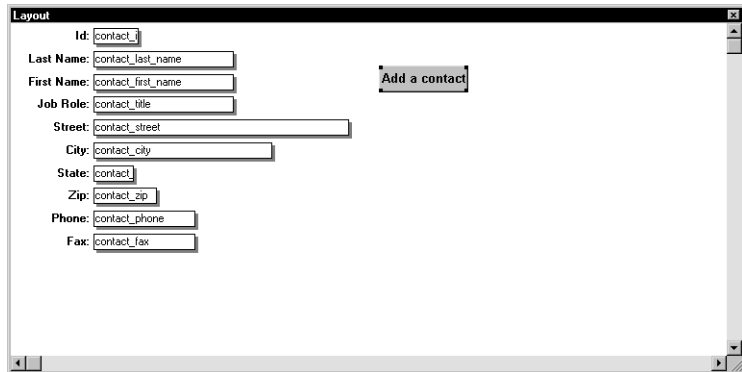 Layout
Id: contact_i
Last Name: contact_last_name
First Name: contact_first_name
Add a contact
Job Role: contact_title
Street: contact_street
City: contact_city
State: contact_
Zip: contact_zip
Phone: contact_phone
Fax: contact_fax